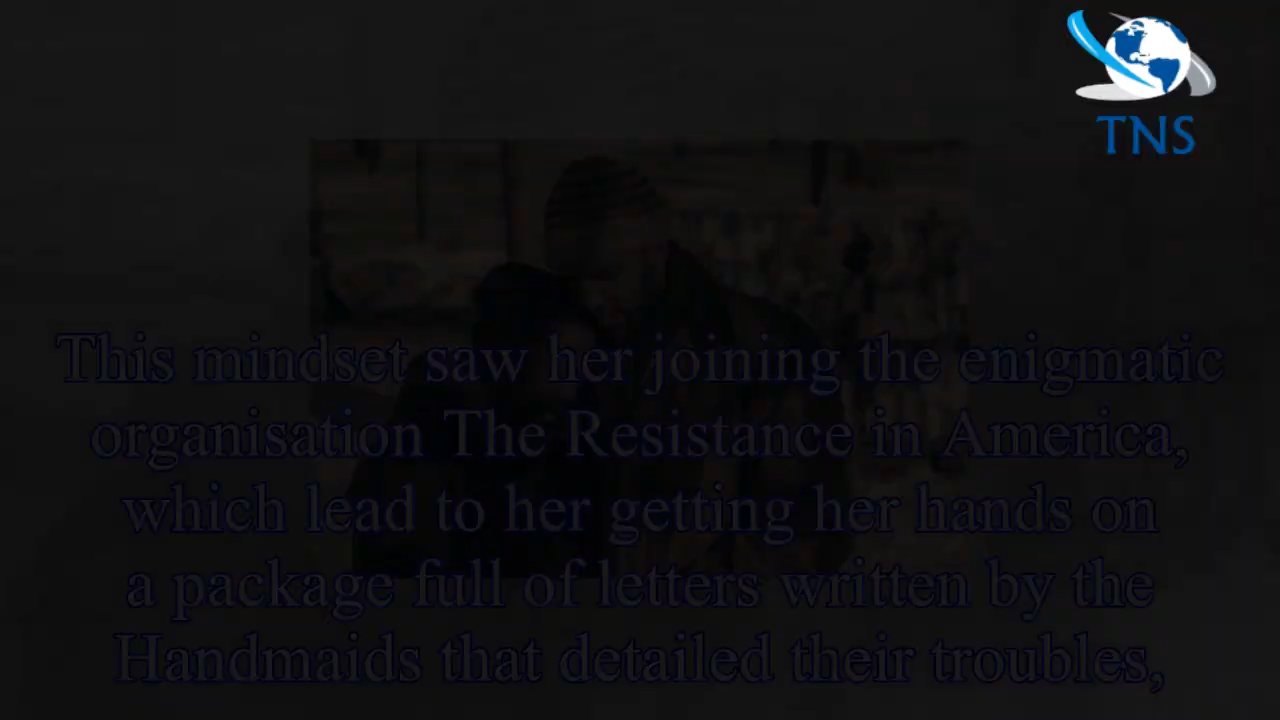 TNS
This mindset saw her joining the enigmatic
organisation The Resistance in America,
which lead to her getting her hands on
a package full of letters written by the
Handmaids that detailed their troubles,